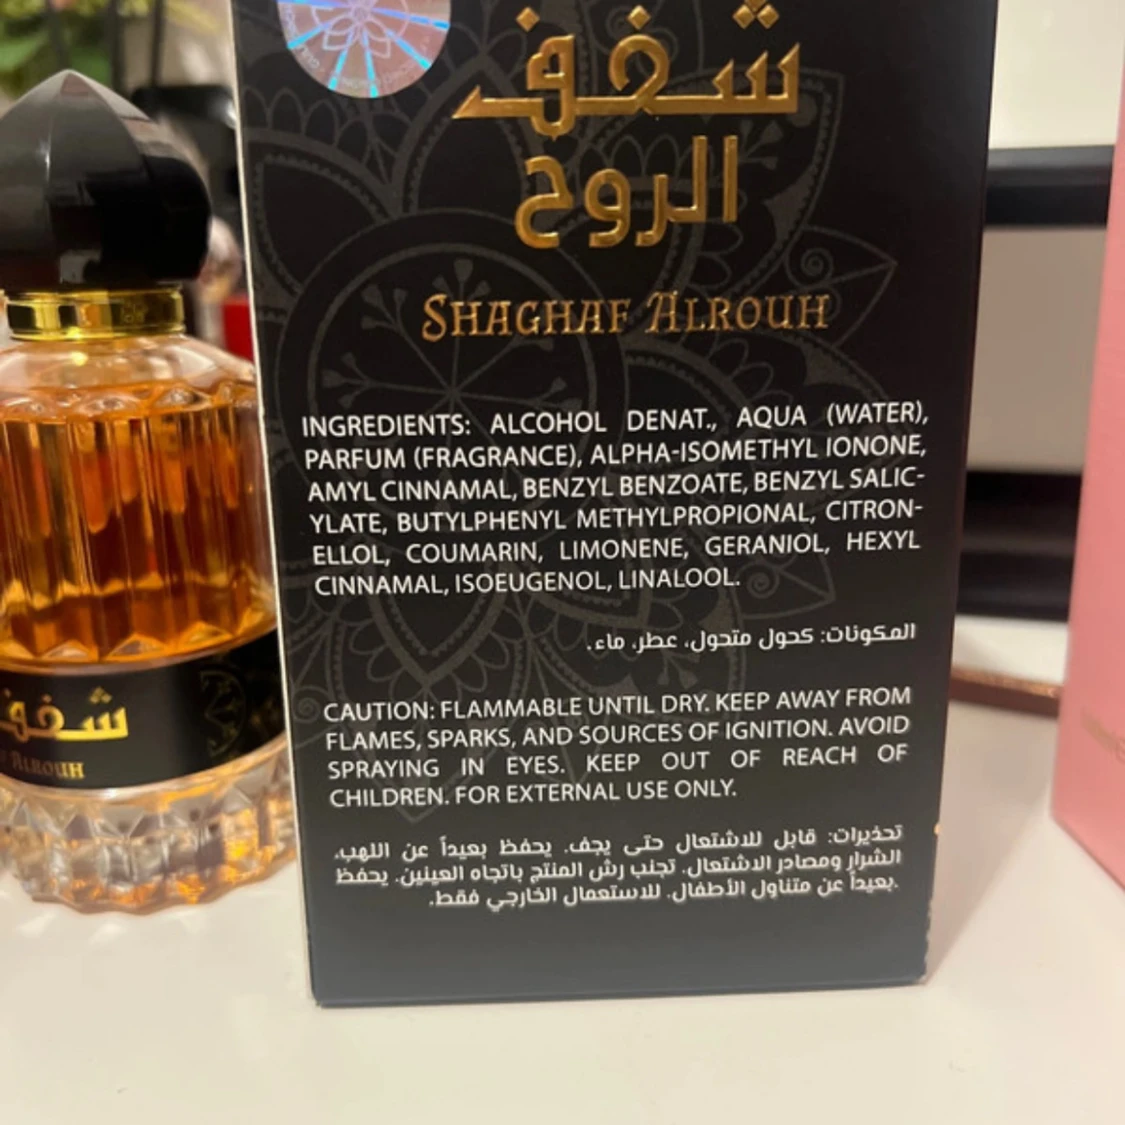 شغف
الروح
SHAGHAF ALROUH
INGREDIENTS: ALCOHOL DENAT., AQUA (WATER),
PARFUM (FRAGRANCE), ALPHA-ISOMETHYL IONONE,
AMYL CINNAMAL, BENZYL BENZOATE, BENZYL SALIC-
YLATE, BUTYLPHENYL METHYLPROPIONAL, CITRON-
ELLOL, COUMARIN, LIMONENE, GERANIOL, HEXYL
CINNAMAL, ISOEUGENOL, LINALOOL.
المكونات: كحول متحول، عطر، ماء.
CAUTION: FLAMMABLE UNTIL DRY. KEEP AWAY FROM
FLAMES, SPARKS, AND SOURCES OF IGNITION. AVOID
SPRAYING IN EYES. KEEP OUT OF REACH OF
CHILDREN. FOR EXTERNAL USE ONLY.
تحذيرات: قابل للاشتعال حتى يجف. يحفظ بعيداً عن اللهب،
الشرار ومصادر الاشتعال. تجنب رش المنتج باتجاه العينين. يحفظ
بعيداً عن متناول الأطفال. للاستعمال الخارجي فقط.
شغف
ALROUH